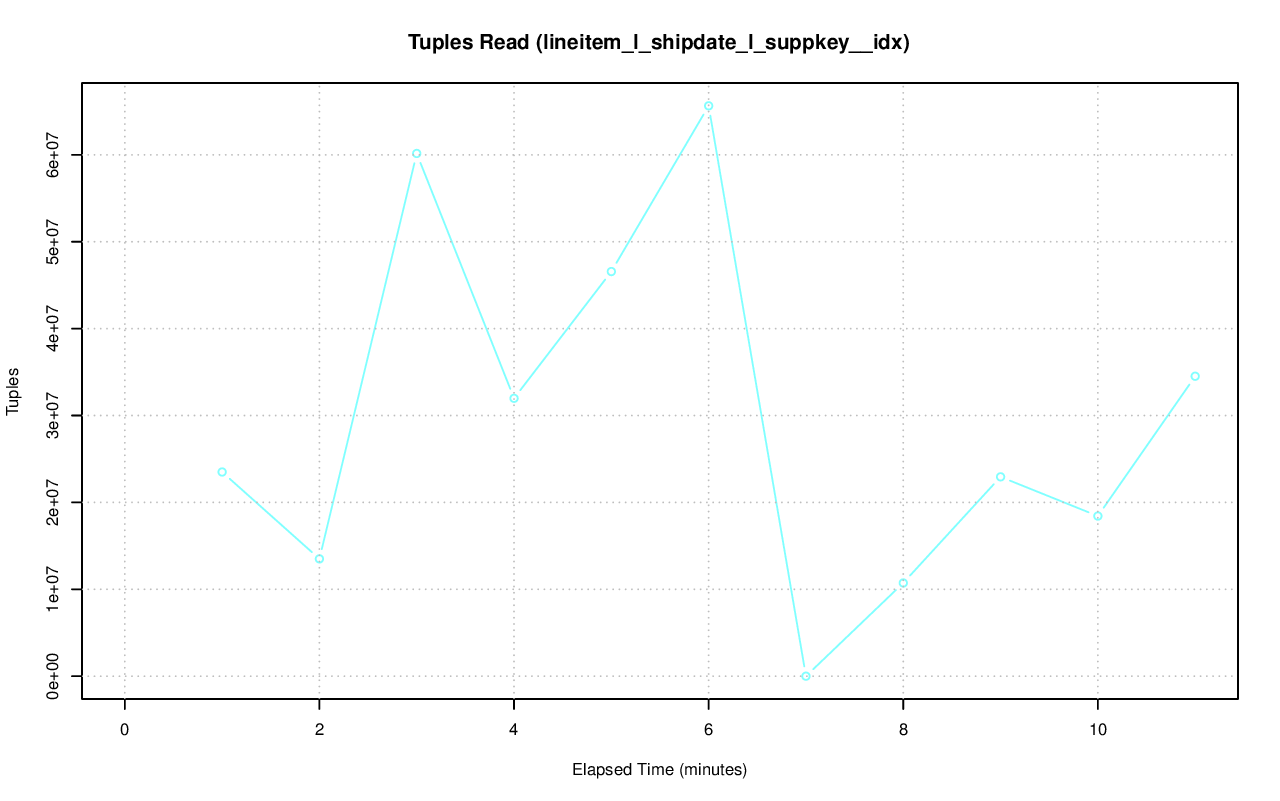 Tuples Read (lineitem_l_shipdate_l_suppkey__idx)
Tuples
6e+07
5e+07
4e+07
3e+07
2e+07
1e+07
0e+00
0 2 4 6 8 10
Elapsed Time (minutes)